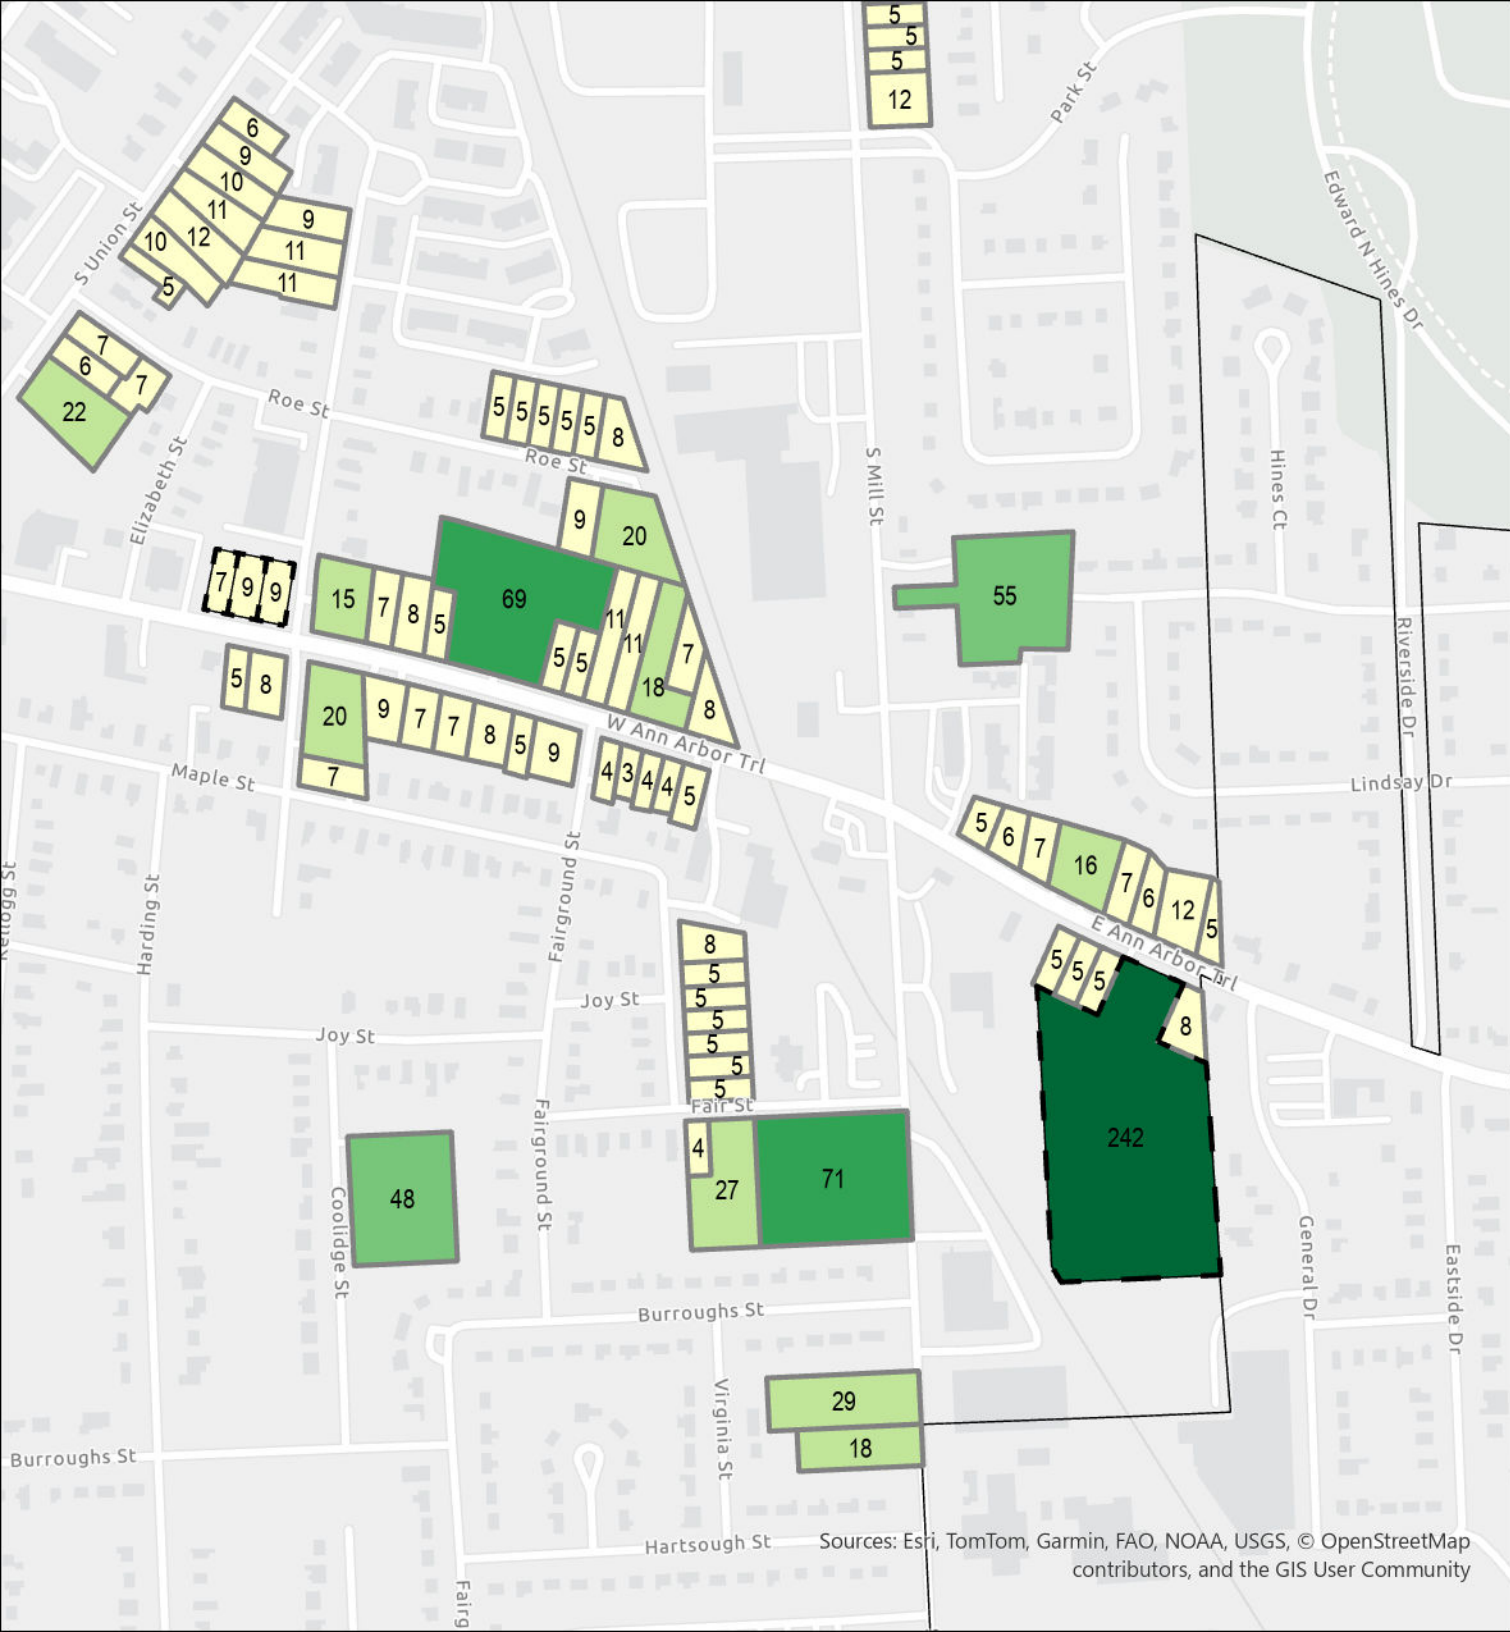 5
5
5
12
Park St
6
9
10
11
12
10
5
9
11
11
S Union St
Edward N Hines Dr
7
6
7
22
Roe St
Elizabeth St
5
5
5
5
5
8
Roe St
S Mill St
Hines Ct
9
20
7
9
9
15
7
8
5
69
5
5
11
11
18
7
8
55
Riverside Dr
5
8
20
7
9
7
7
8
5
9
W Ann Arbor Trl
4
3
4
4
5
Maple St
Lindsay Dr
5
6
7
16
7
6
12
5
E Ann Arbor Trl
Kellogg St
Harding St
Fairground St
8
5
5
5
5
5
5
5
5
5
8
242
Joy St
Joy St
Fair St
4
27
71
48
Coolidge St
Fairground St
General Dr
Eastside Dr
Burroughs St
29
18
Virginia St
Burroughs St
Hartsough St
Fairg
Sources: Esri, TomTom, Garmin, FAO, NOAA, USGS, © OpenStreetMap
contributors, and the GIS User Community